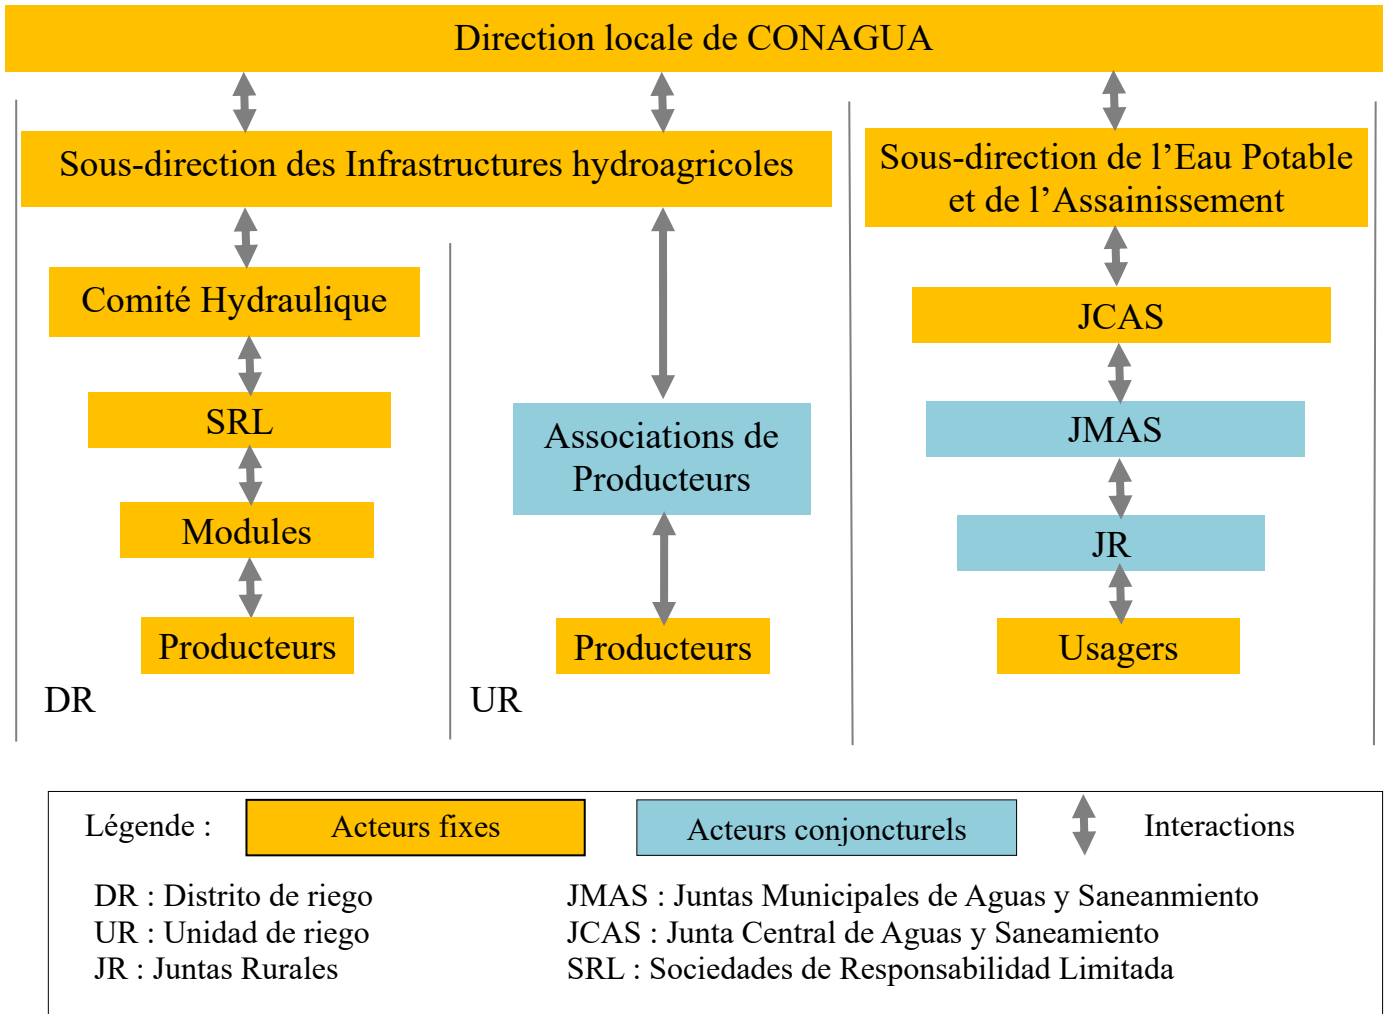 Direction locale de CONAGUA
Sous-direction des Infrastructures hydroagricoles
Sous-direction de l’Eau Potable
et de l’Assainissement
Comité Hydraulique
JCAS
SRL
Associations de
Producteurs
JMAS
Modules
JR
Producteurs
Producteurs
Usagers
DR
UR
Légende :
Acteurs fixes
Acteurs conjoncturels
Interactions
DR : Distrito de riego
UR : Unidad de riego
JR : Juntas Rurales
JMAS : Juntas Municipales de Aguas y Saneanmiento
JCAS : Junta Central de Aguas y Saneamiento
SRL : Sociedades de Responsabilidad Limitada